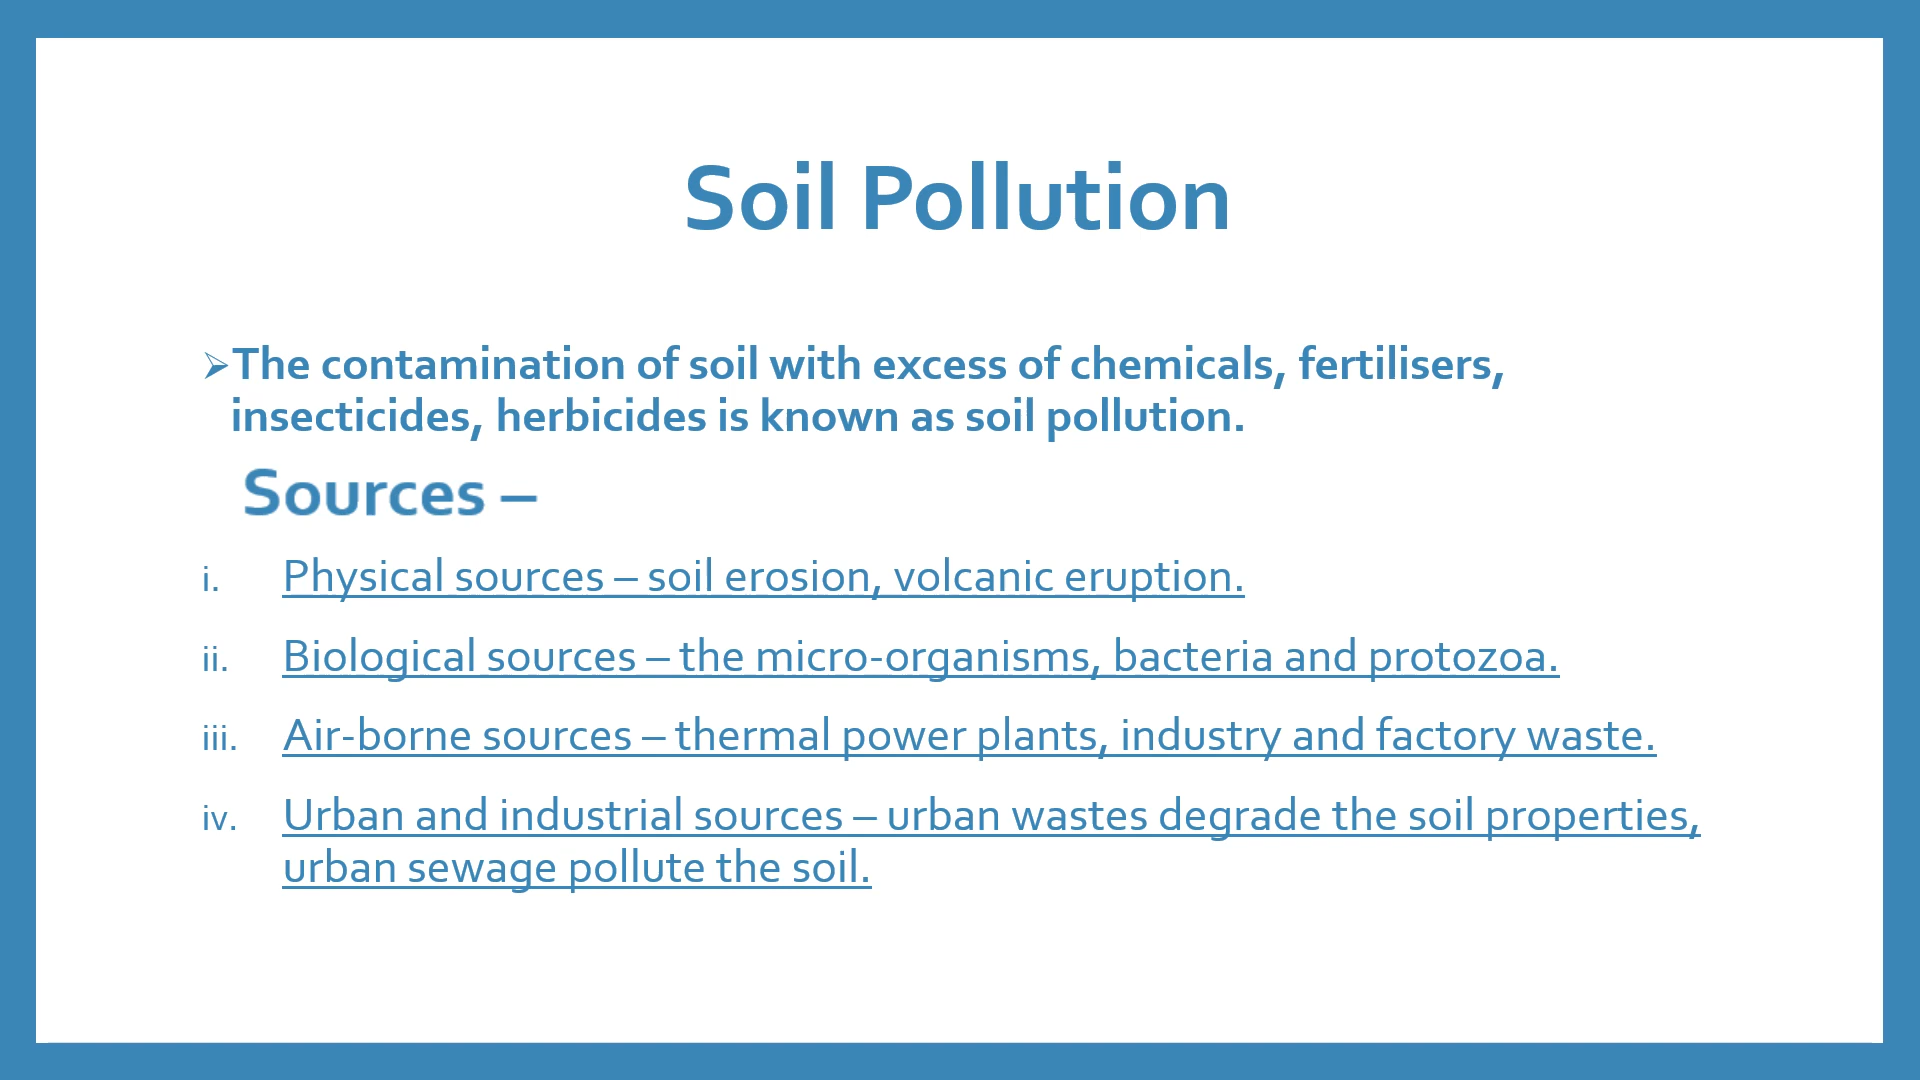 Soil Pollution
➢The contamination of soil with excess of chemicals, fertilisers,
insecticides, herbicides is known as soil pollution.
Sources –
i. Physical sources – soil erosion, volcanic eruption.
ii. Biological sources – the micro-organisms, bacteria and protozoa.
iii. Air-borne sources – thermal power plants, industry and factory waste.
iv. Urban and industrial sources – urban wastes degrade the soil properties,
urban sewage pollute the soil.